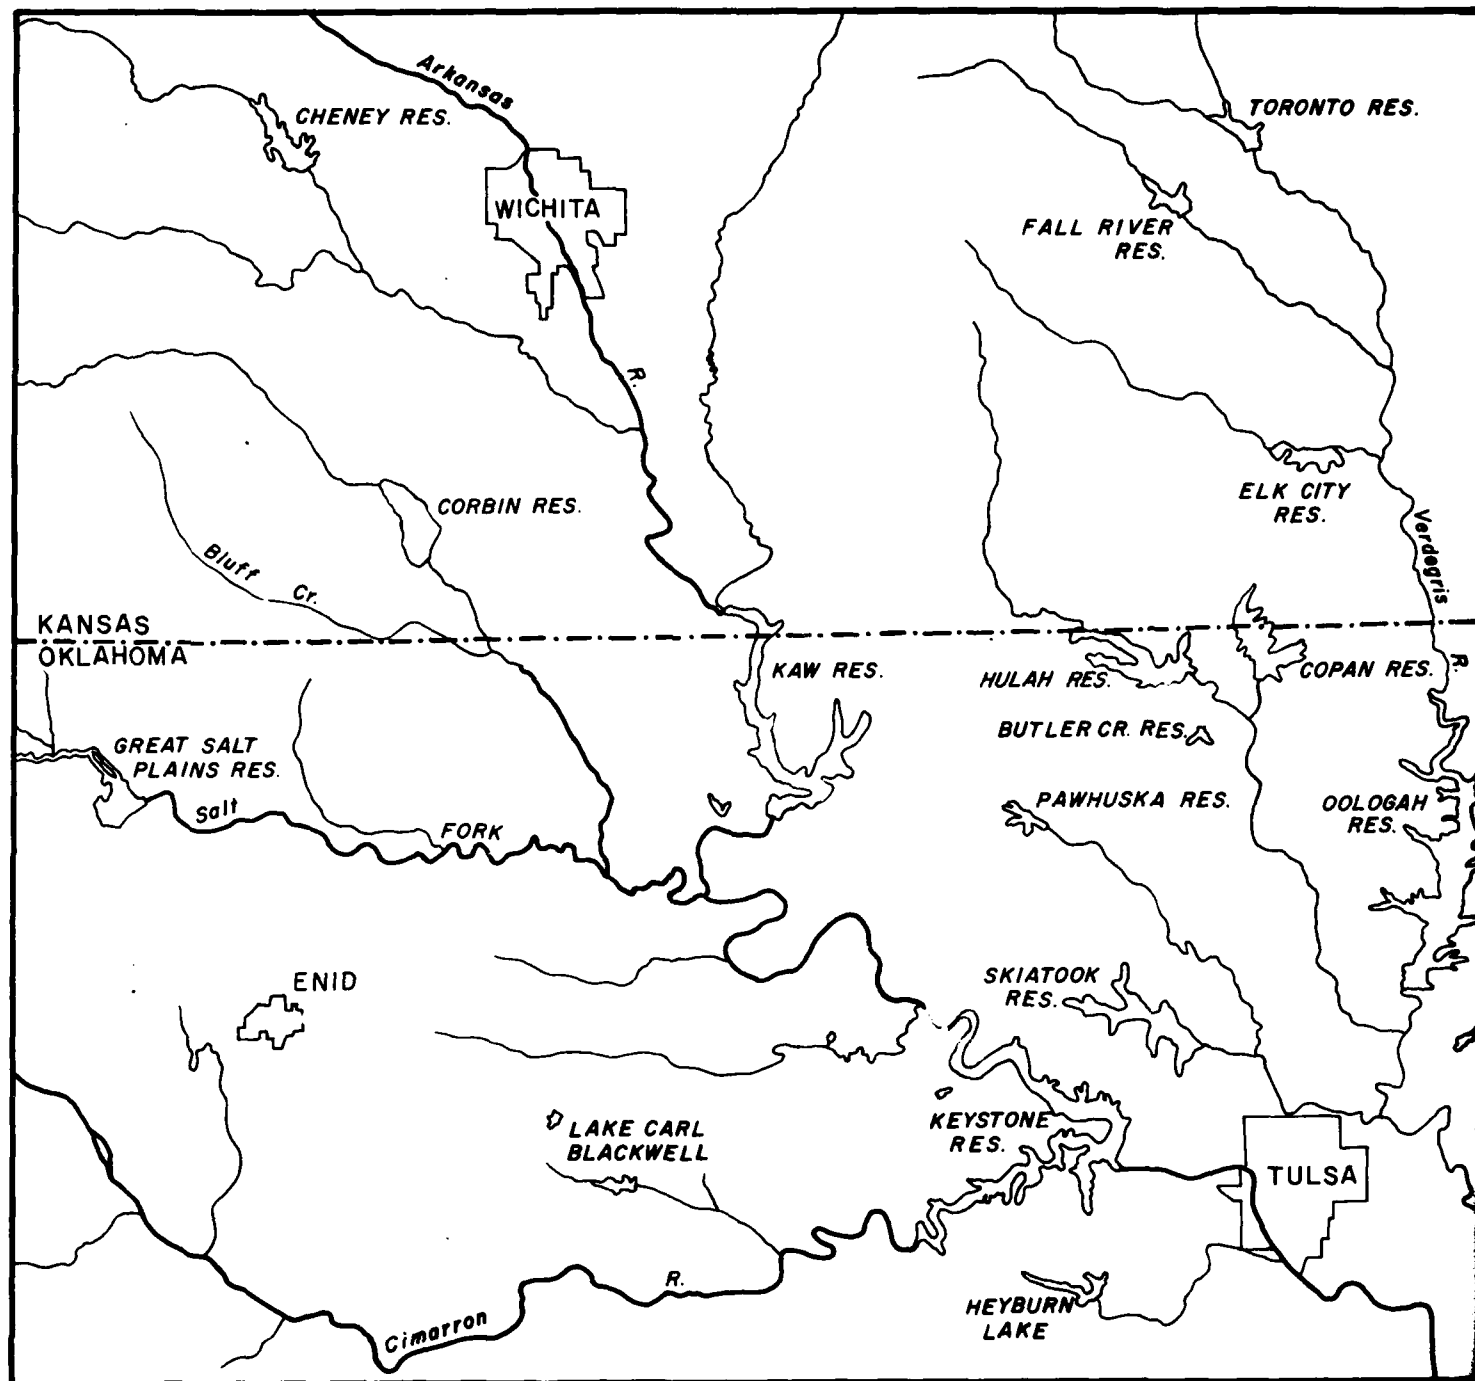 Arkansas
CHENEY RES.
TORONTO RES.
WICHITA
FALL RIVER
RES.
R.
CORBIN RES.
ELK CITY
RES.
Verdegris
Bluff
Cr.
KANSAS
OKLAHOMA
R.
KAW RES.
HULAH RES.
COPAN RES.
BUTLER CR. RES.
GREAT SALT
PLAINS RES.
PAWHUSKA RES.
OOLOGAH
RES.
Salt
FORK
ENID
SKIATOOK
RES.
LAKE CARL
BLACKWELL
KEYSTONE
RES.
TULSA
R.
Cimarron
HEYBURN
LAKE